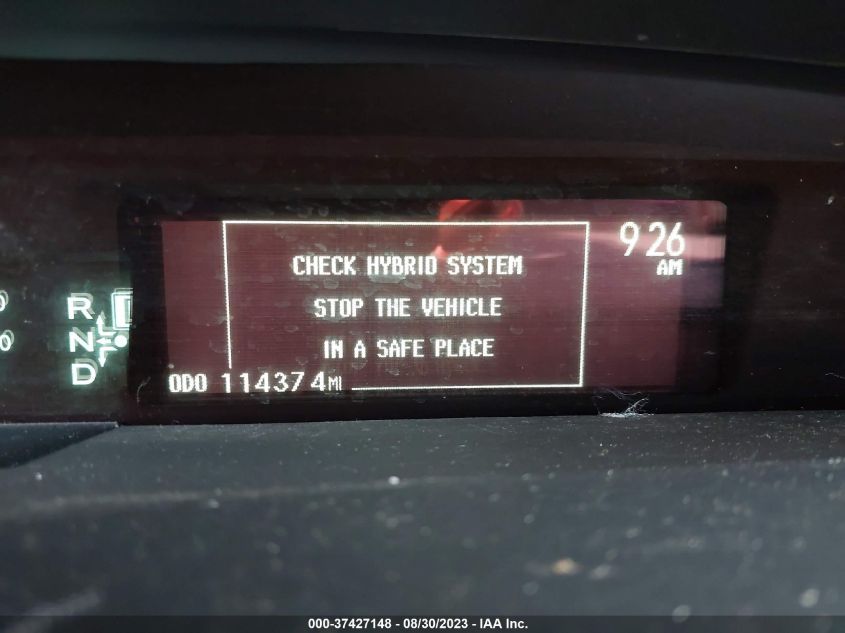 9 26
AM
CHECK HYBRID SYSTEM
STOP THE VEHICLE
IN A SAFE PLACE
R
N
D
ODO 114374 MI
000-37427148 - 08/30/2023 - IAA Inc.